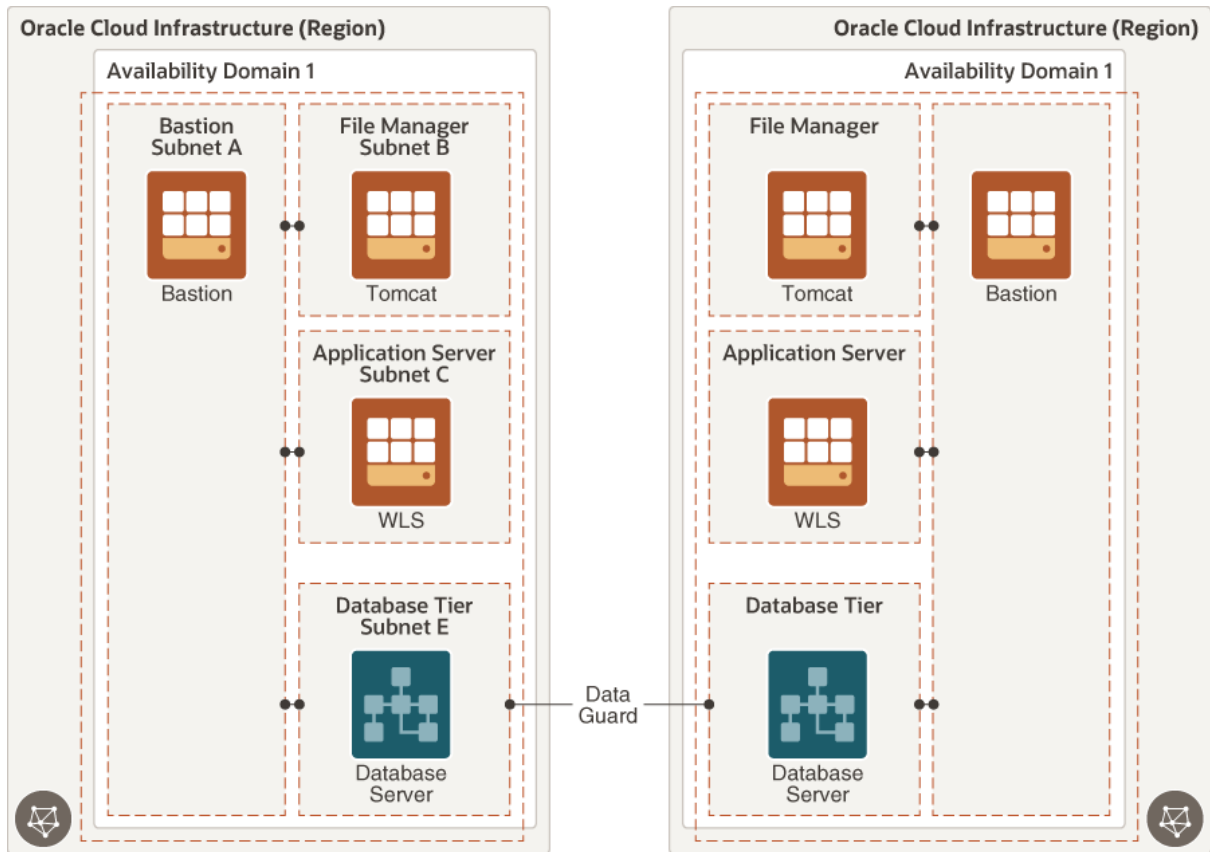 Oracle Cloud Infrastructure (Region)
Availability Domain 1
Bastion
Subnet A
Bastion
File Manager
Subnet B
Tomcat
Application Server
Subnet C
WLS
Database Tier
Subnet E
Database
Server
Data
Guard
Oracle Cloud Infrastructure (Region)
Availability Domain 1
File Manager
Tomcat
Bastion
Application Server
WLS
Database Tier
Database
Server